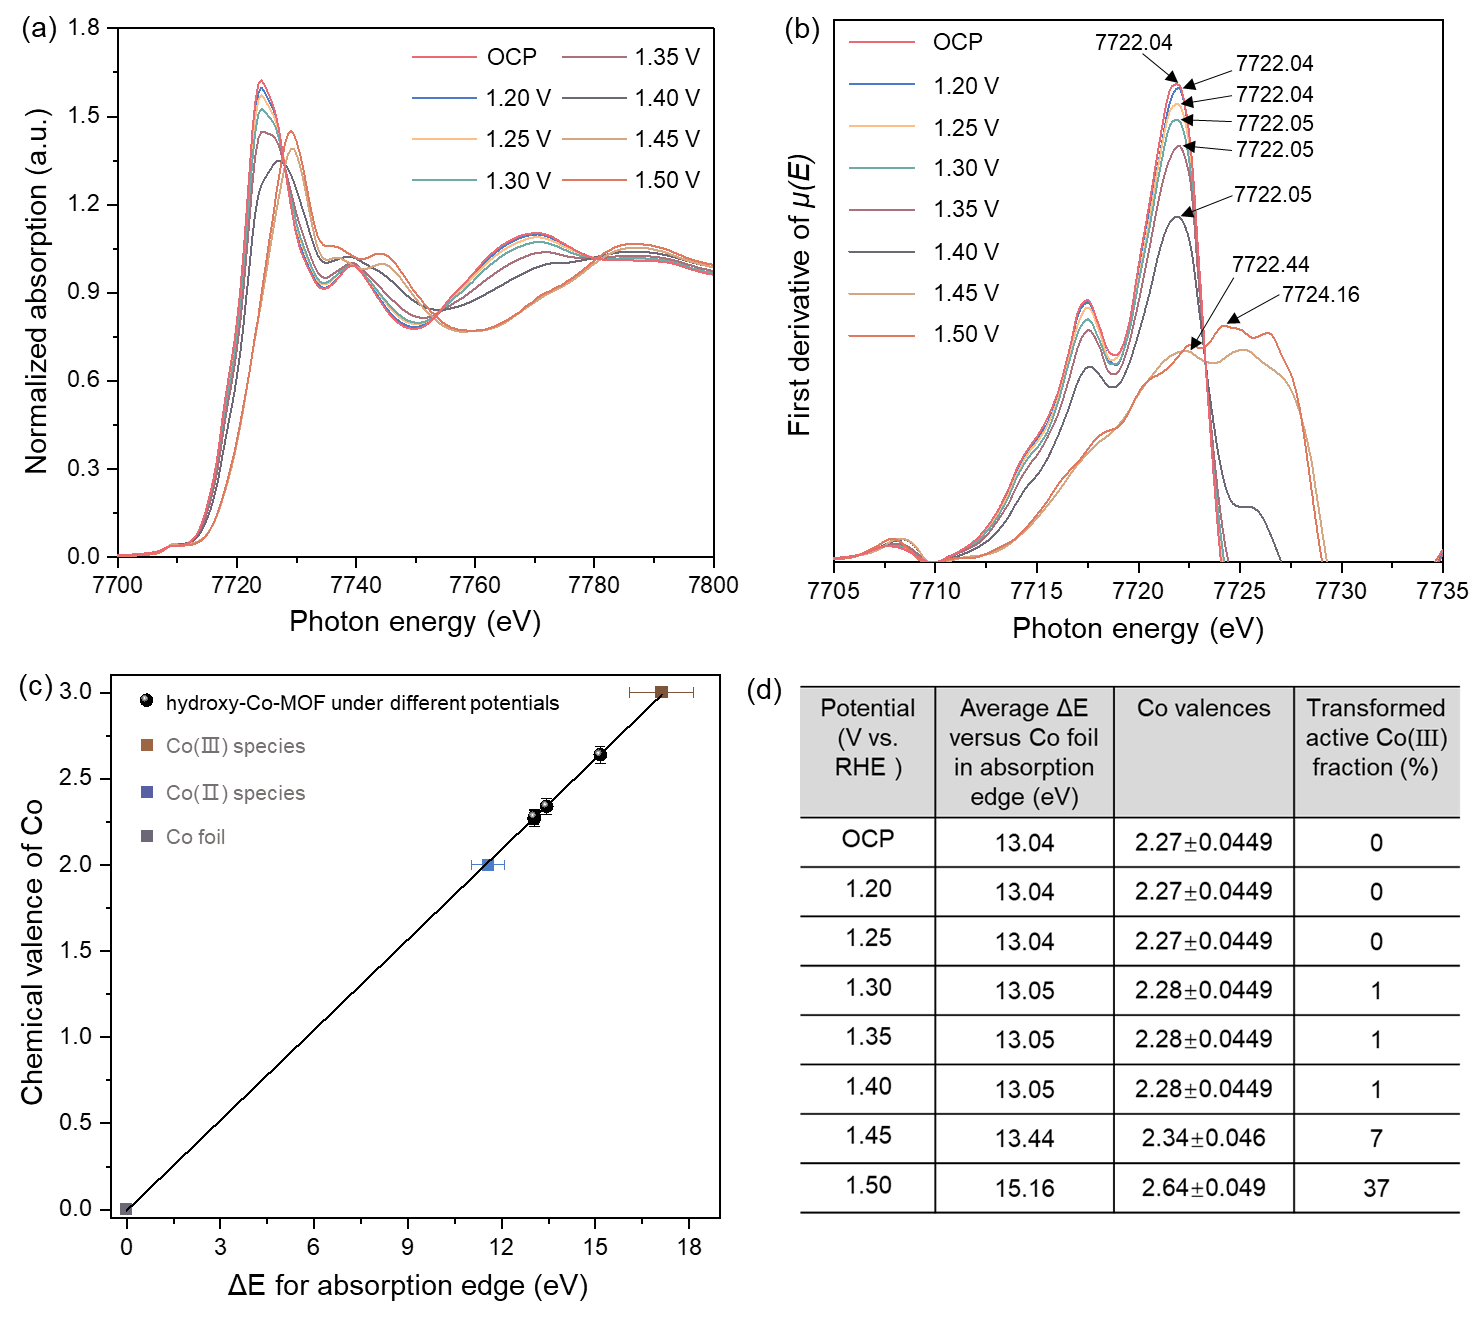 (a)
1.8
1.5
1.2
0.9
0.6
0.3
0.0
Normalized absorption (a.u.)
OCP
1.20 V
1.25 V
1.30 V
1.35 V
1.40 V
1.45 V
1.50 V
7700 7720 7740 7760 7780 7800
Photon energy (eV)
(b)
First derivative of μ(E)
OCP
1.20 V
1.25 V
1.30 V
1.35 V
1.40 V
1.45 V
1.50 V
7722.04
7722.04
7722.04
7722.05
7722.05
7722.05
7722.44
7724.16
7705 7710 7715 7720 7725 7730 7735
Photon energy (eV)
(c)
3.0
2.5
2.0
1.5
1.0
0.5
0.0
Chemical valence of Co
hydroxy-Co-MOF under different potentials
Co(Ⅲ) species
Co(Ⅱ) species
Co foil
0 3 6 9 12 15 18
ΔE for absorption edge (eV)
(d)
Potential
(V vs.
RHE )
Average ΔE
versus Co foil
in absorption
edge (eV)
Co valences
Transformed
active Co(Ⅲ)
fraction (%)
OCP 13.04 2.27±0.0449 0
1.20 13.04 2.27±0.0449 0
1.25 13.04 2.27±0.0449 0
1.30 13.05 2.28±0.0449 1
1.35 13.05 2.28±0.0449 1
1.40 13.05 2.28±0.0449 1
1.45 13.44 2.34±0.046 7
1.50 15.16 2.64±0.049 37